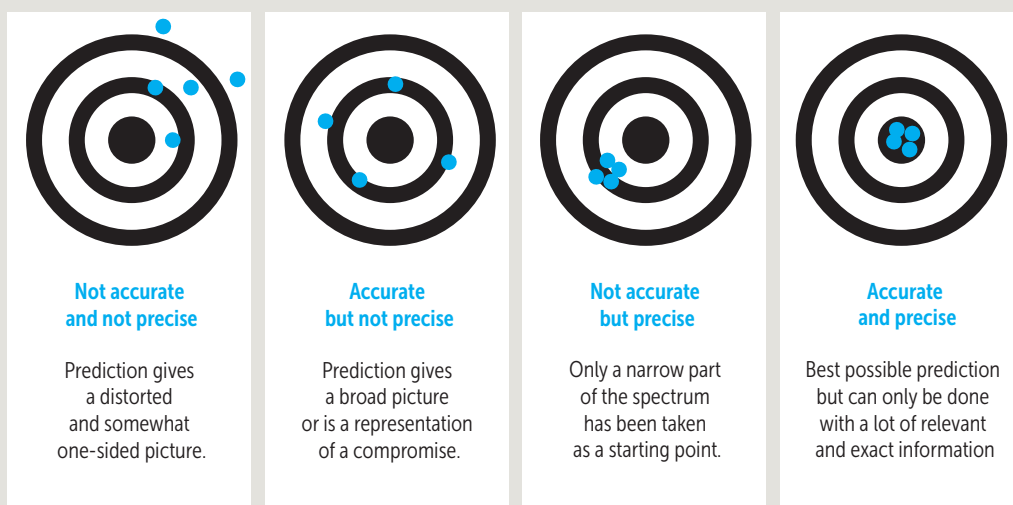 Not accurate
and not precise
Prediction gives
a distorted
and somewhat
one-sided picture.
Accurate
but not precise
Prediction gives
a broad picture
or is a representation
of a compromise.
Not accurate
but precise
Only a narrow part
of the spectrum
has been taken
as a starting point.
Accurate
and precise
Best possible prediction
but can only be done
with a lot of relevant
and exact information